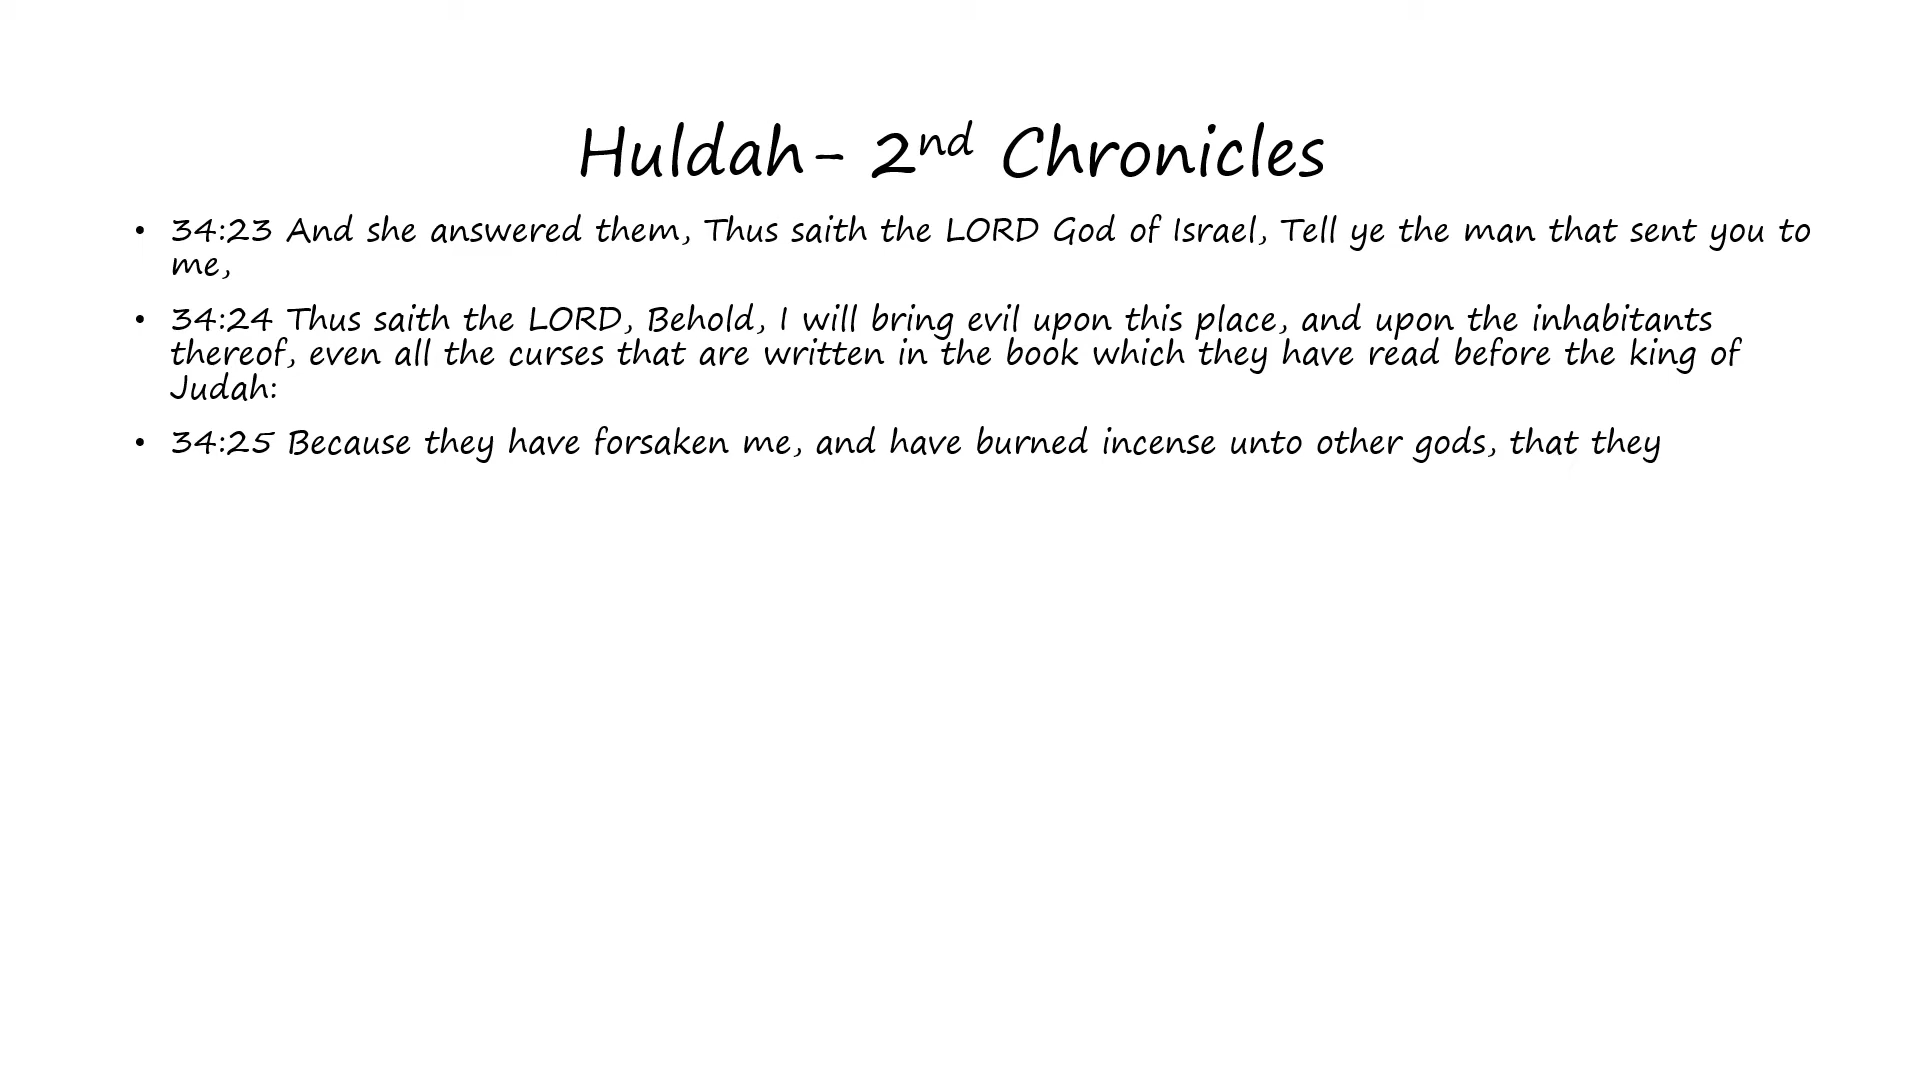 Huldah- 2nd Chronicles
• 34:23 And she answered them, Thus saith the LORD God of Israel, Tell ye the man that sent you to
me,
• 34:24 Thus saith the LORD, Behold, I will bring evil upon this place, and upon the inhabitants
thereof, even all the curses that are written in the book which they have read before the king of
Judah:
• 34:25 Because they have forsaken me, and have burned incense unto other gods, that they